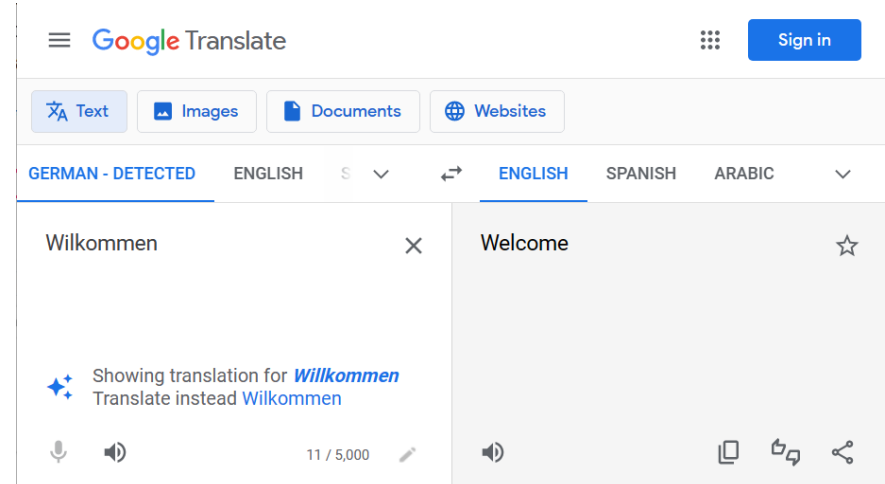 Google Translate Sign in
Text Images Documents Websites
GERMAN - DETECTED ENGLISH ENGLISH SPANISH ARABIC
Wilkommen Welcome
Showing translation for Willkommen
Translate instead Wilkommen
11 / 5,000